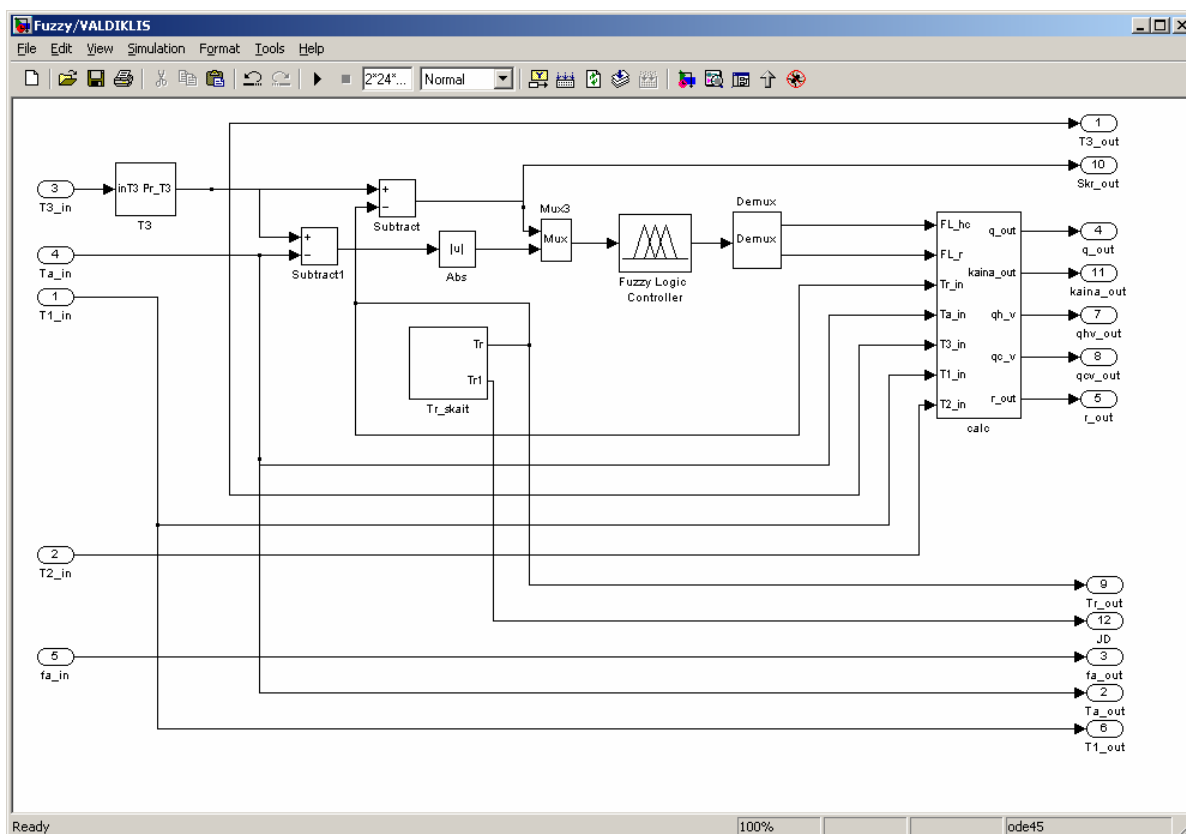 Fuzzy/VALDIKLIS
File Edit View Simulation Format Tools Help
2*24*... Normal
1
T3_out
10
Skr_out
3
T3_in
inT3 Pr_T3
T3
+
−
Subtract
Mux3
Mux
Fuzzy Logic
Controller
Demux
Demux
4
Ta_in
+
−
Subtract1
|u|
Abs
1
T1_in
FL_hc
FL_r
Tr_in
Ta_in
T3_in
T1_in
T2_in
q_out
kaina_out
qh_v
qc_v
r_out
calc
4
q_out
11
kaina_out
7
qhv_out
8
qcv_out
5
r_out
Tr
Tr1
Tr_skait
2
T2_in
9
Tr_out
12
JD
5
fa_in
3
fa_out
2
Ta_out
6
T1_out
Ready 100% ode45